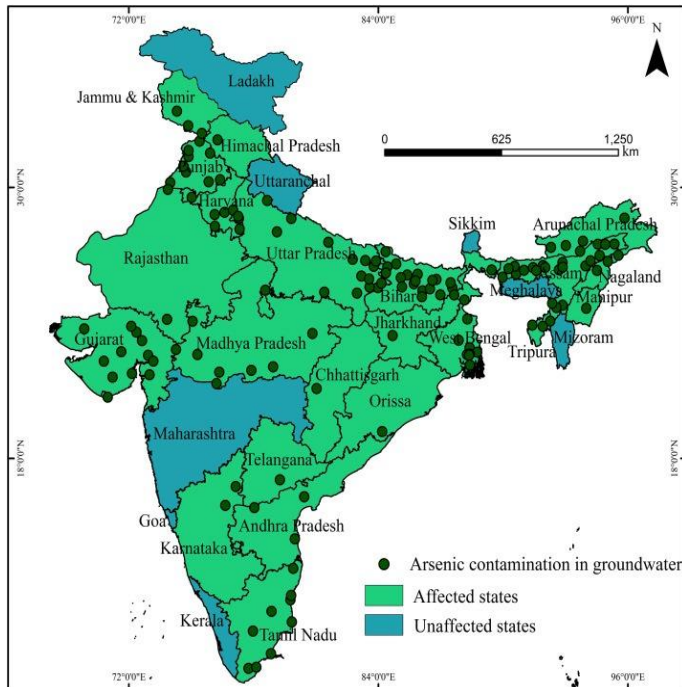 72°0'0"E 84°0'0"E 96°0'0"E
N
Ladakh
Jammu & Kashmir
Himachal Pradesh
0 625 1,250
km
Punjab
30°0'0"N 30°0'0"N
Uttaranchal
Haryana
Sikkim
Arunachal Pradesh
Rajasthan
Uttar Pradesh
Assam
Nagaland
Meghalaya
Bihar
Manipur
Jharkhand
Gujarat
West Bengal
Madhya Pradesh
Tripura
Mizoram
Chhattisgarh
Orissa
Maharashtra
18°0'0"N 18°0'0"N
Telangana
Goa
Andhra Pradesh
Karnataka
Arsenic contamination in groundwater
Affected states
Kerala
Unaffected states
Tamil Nadu
72°0'0"E 84°0'0"E 96°0'0"E